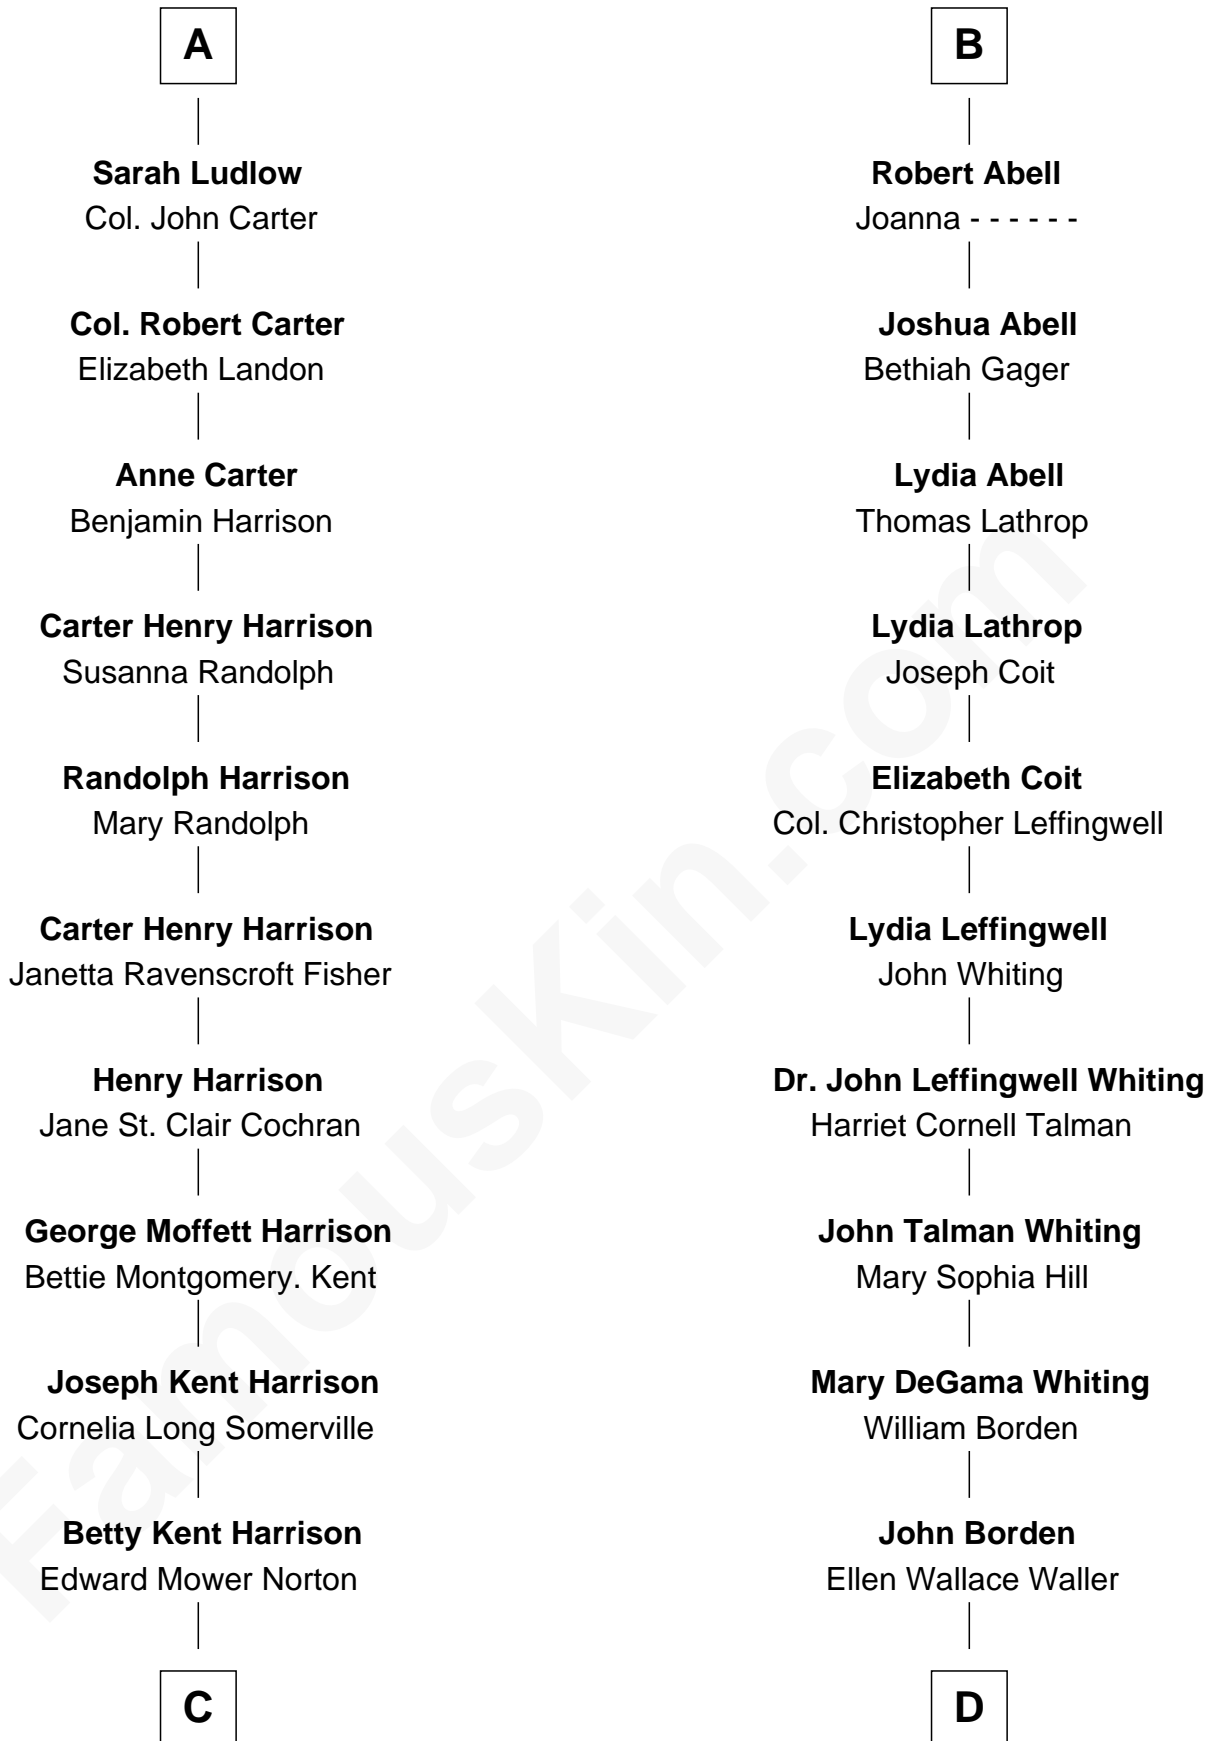 A
Sarah Ludlow
Col. John Carter
Col. Robert Carter
Elizabeth Landon
Anne Carter
Benjamin Harrison
Carter Henry Harrison
Susanna Randolph
Randolph Harrison
Mary Randolph
Carter Henry Harrison
Janetta Ravenscroft Fisher
Henry Harrison
Jane St. Clair Cochran
George Moffett Harrison
Bettie Montgomery. Kent
Joseph Kent Harrison
Cornelia Long Somerville
Betty Kent Harrison
Edward Mower Norton
C
B
Robert Abell
Joanna - - - - - -
Joshua Abell
Bethiah Gager
Lydia Abell
Thomas Lathrop
Lydia Lathrop
Joseph Coit
Elizabeth Coit
Col. Christopher Leffingwell
Lydia Leffingwell
John Whiting
Dr. John Leffingwell Whiting
Harriet Cornell Talman
John Talman Whiting
Mary Sophia Hill
Mary DeGama Whiting
William Borden
John Borden
Ellen Wallace Waller
D
FamousKin.com